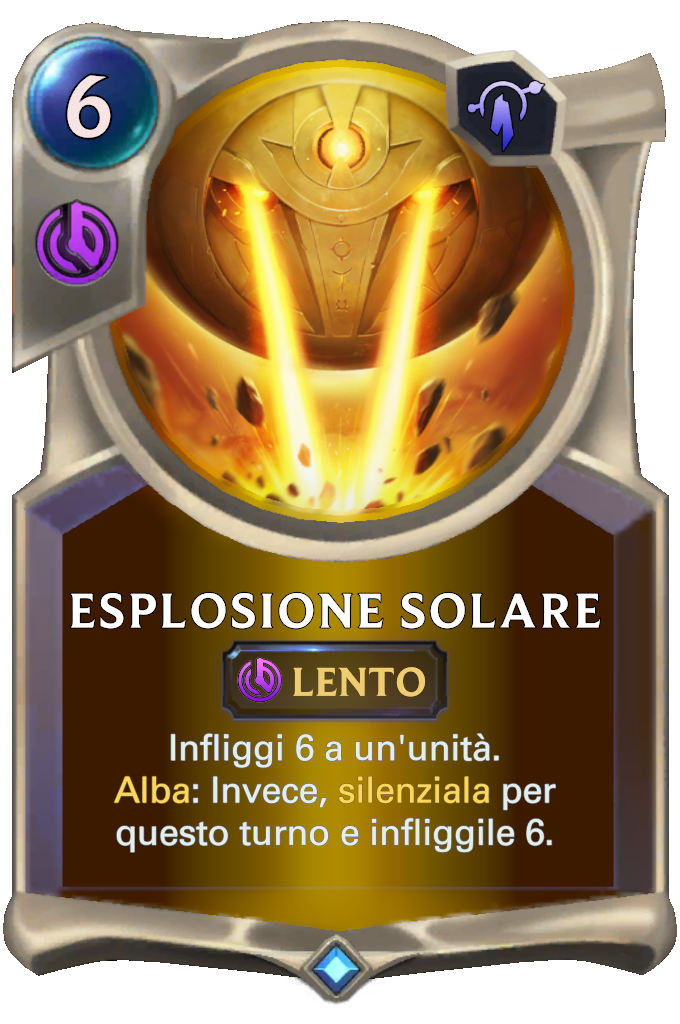 6
ESPLOSIONE SOLARE
LENTO
Infliggi 6 a un'unità.
Alba: Invece, silenziala per
questo turno e infliggile 6.